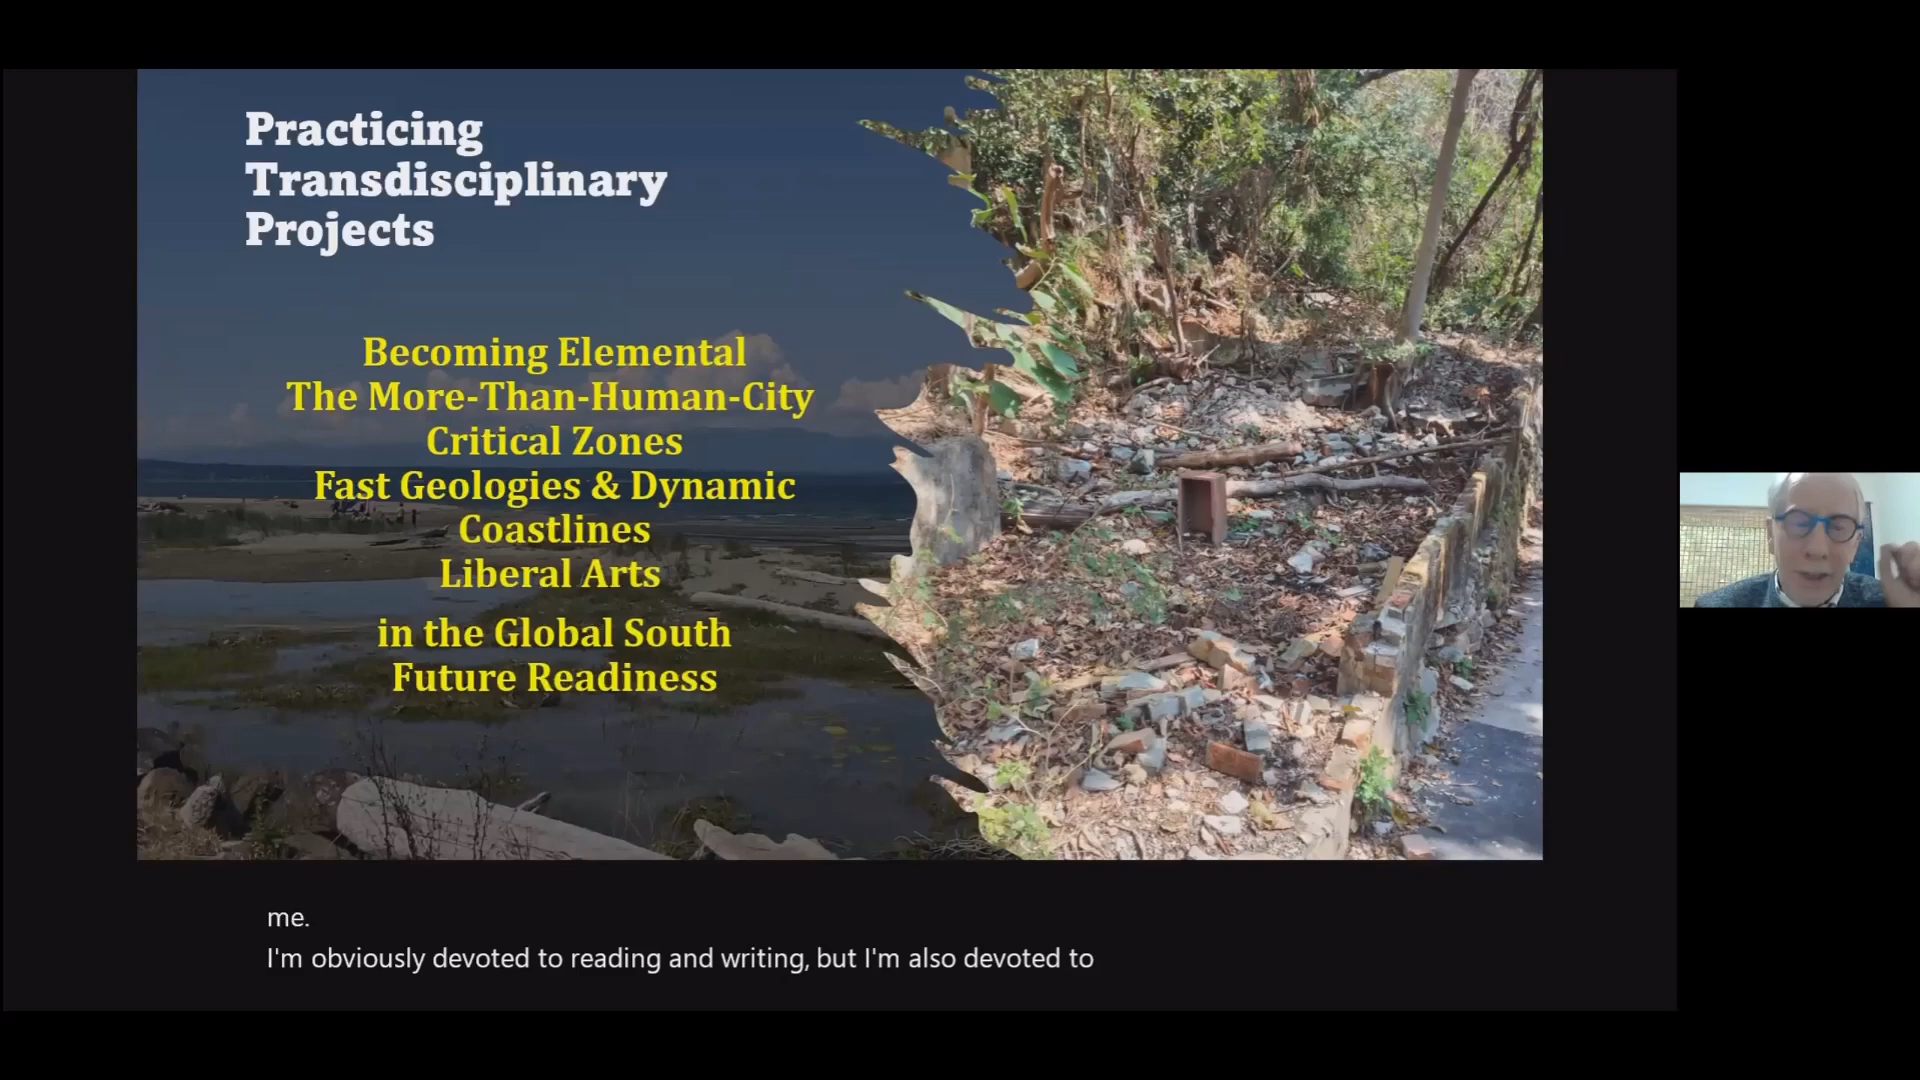 Practicing
Transdisciplinary
Projects
Becoming Elemental
The More-Than-Human-City
Critical Zones
Fast Geologies & Dynamic
Coastlines
Liberal Arts
in the Global South
Future Readiness
me.
I'm obviously devoted to reading and writing, but I'm also devoted to